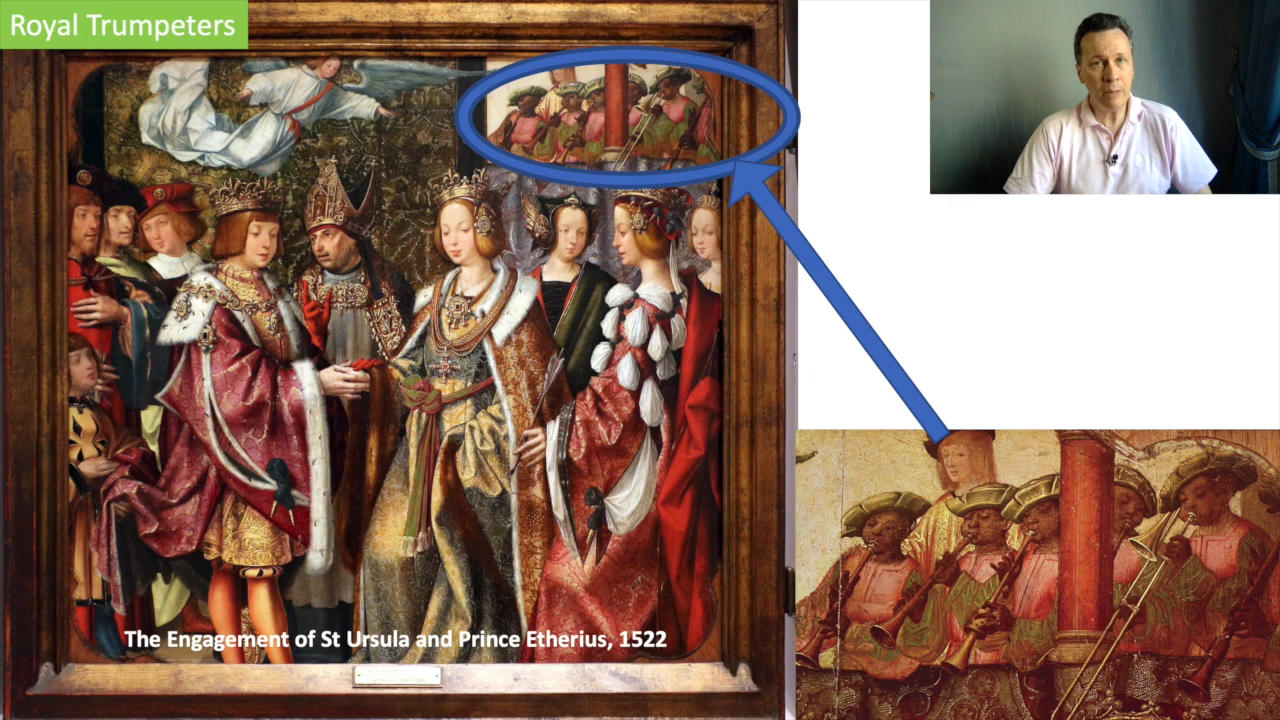 Royal Trumpeters
The Engagement of St Ursula and Prince Etherius, 1522